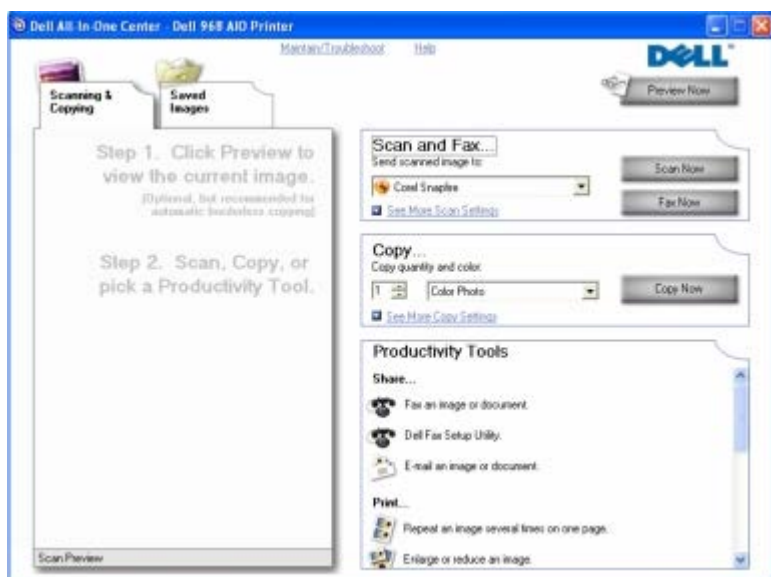 Dell All-In-One Center - Dell 968 AIO Printer
Maintain/Troubleshoot Help
DELL
Preview Now
Scanning &
Copying
Saved
Images
Step 1. Click Preview to
view the current image.
(Optional, but recommended for
automatic borderless copying)
Step 2. Scan, Copy, or
pick a Productivity Tool.
Scan Preview
Scan and Fax...
Send scanned image to:
Corel Snapfire
See More Scan Settings
Scan Now
Fax Now
Copy...
Copy quantity and color.
1 Color Photo
See More Copy Settings
Copy Now
Productivity Tools
Share...
Fax an image or document.
Dell Fax Setup Utility.
E-mail an image or document.
Print...
Repeat an image several times on one page.
Enlarge or reduce an image.